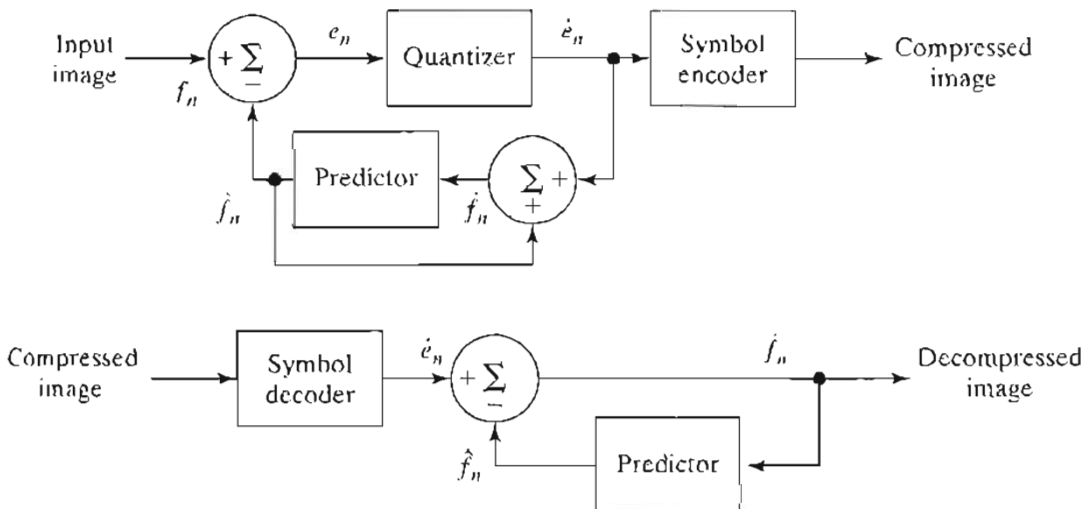 Input
image
f_n
+ Σ
−
e_n
Quantizer
ė_n
Symbol
encoder
Compressed
image
f̂_n
Predictor
ḟ_n
Σ +
+
Compressed
image
Symbol
decoder
ė_n
+ Σ
−
ḟ_n
Decompressed
image
f̂_n
Predictor